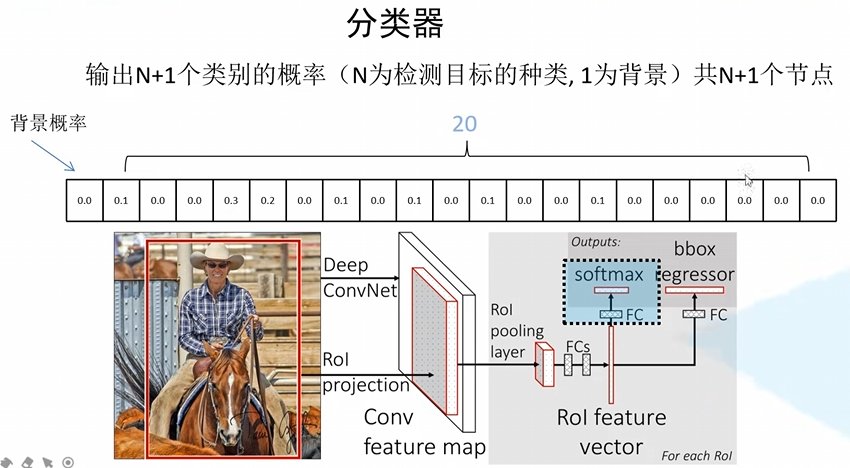 分类器
输出N+1个类别的概率（N为检测目标的种类, 1为背景）共N+1个节点
背景概率
20
0.0 0.1 0.0 0.0 0.3 0.2 0.0 0.1 0.0 0.1 0.0 0.1 0.0 0.0 0.1 0.0 0.0 0.0 0.0 0.0 0.0
Deep
ConvNet
RoI
projection
Conv
feature map
RoI
pooling
layer
FCs
RoI feature
vector
Outputs:
softmax
FC
bbox
regressor
FC
For each RoI